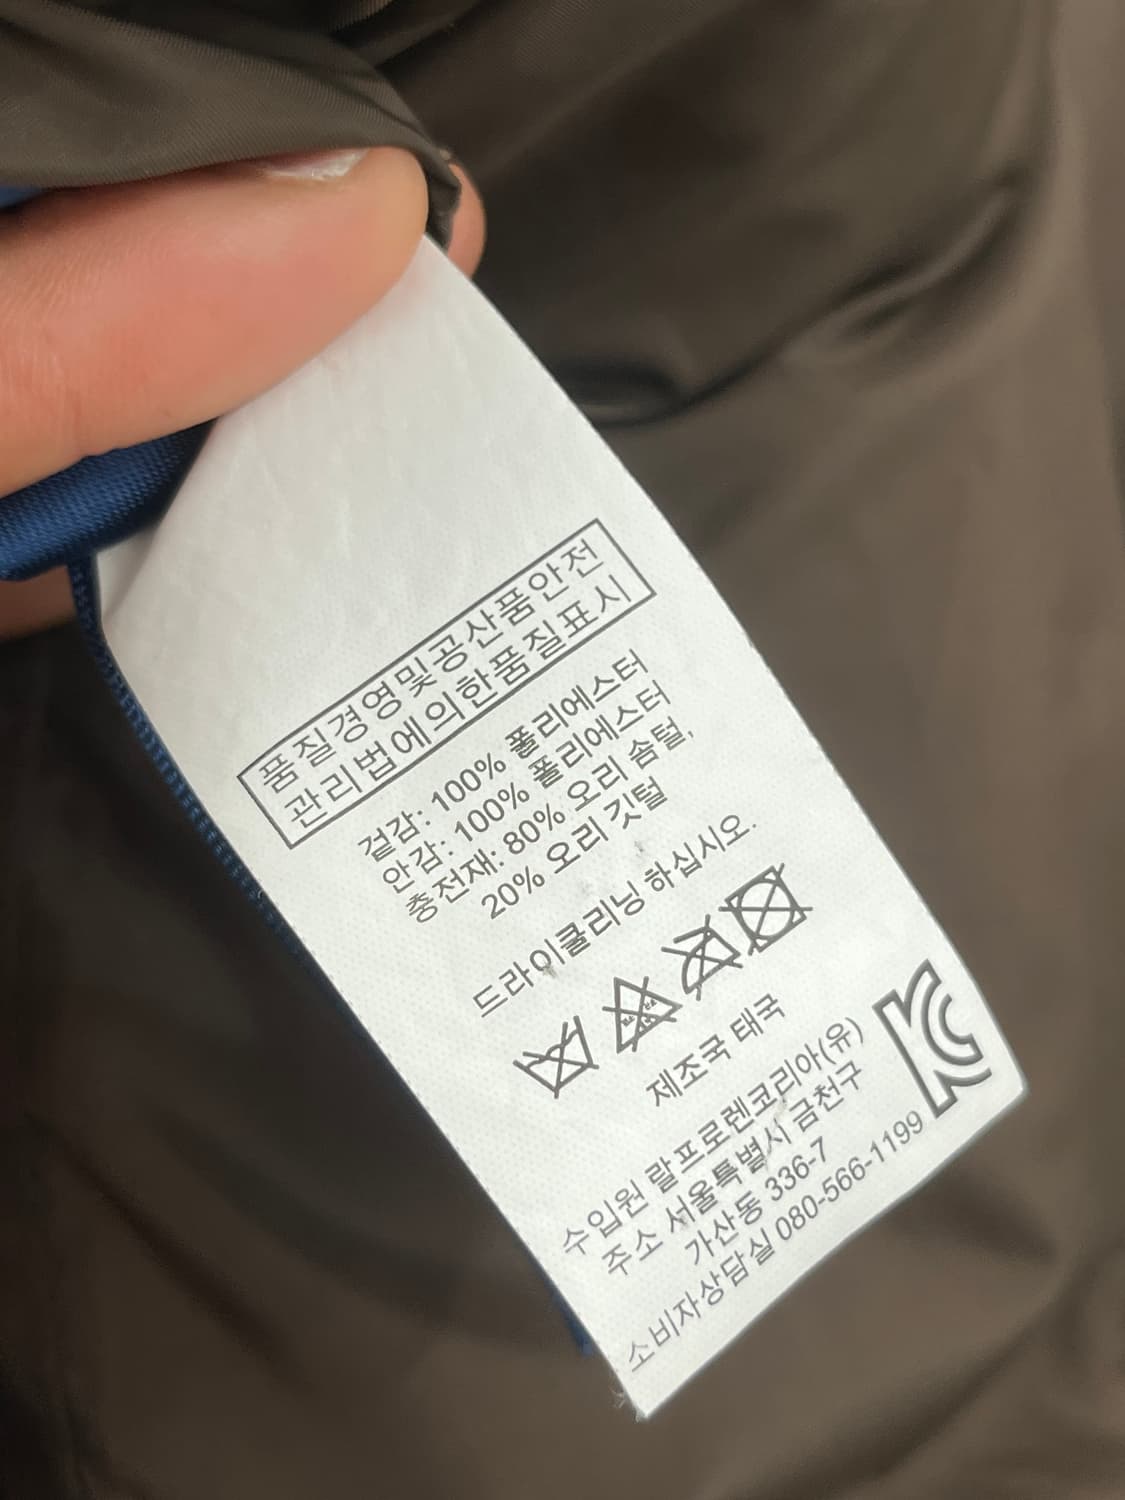 품질경영및공산품안전
관리법에의한품질표시
겉감: 100% 폴리에스터
안감: 100% 폴리에스터
충전재: 80% 오리 솜털,
20% 오리 깃털
드라이클리닝 하십시오.
제조국 태국
수입원 랄프로렌코리아(유)
주소 서울특별시 금천구
가산동 336-7
소비자상담실 080-566-1199